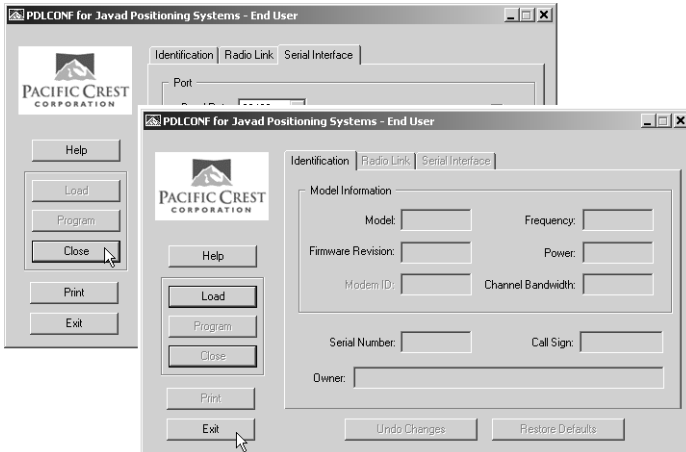 PDLCONF for Javad Positioning Systems - End User
Identification Radio Link Serial Interface
Port
PACIFIC CREST
CORPORATION
Help
Load
Program
Close
Print
Exit
PDLCONF for Javad Positioning Systems - End User
Identification Radio Link Serial Interface
PACIFIC CREST
CORPORATION
Model Information
Model: Frequency:
Firmware Revision: Power:
Modem ID: Channel Bandwidth:
Serial Number: Call Sign:
Owner:
Help
Load
Program
Close
Print
Exit
Undo Changes Restore Defaults